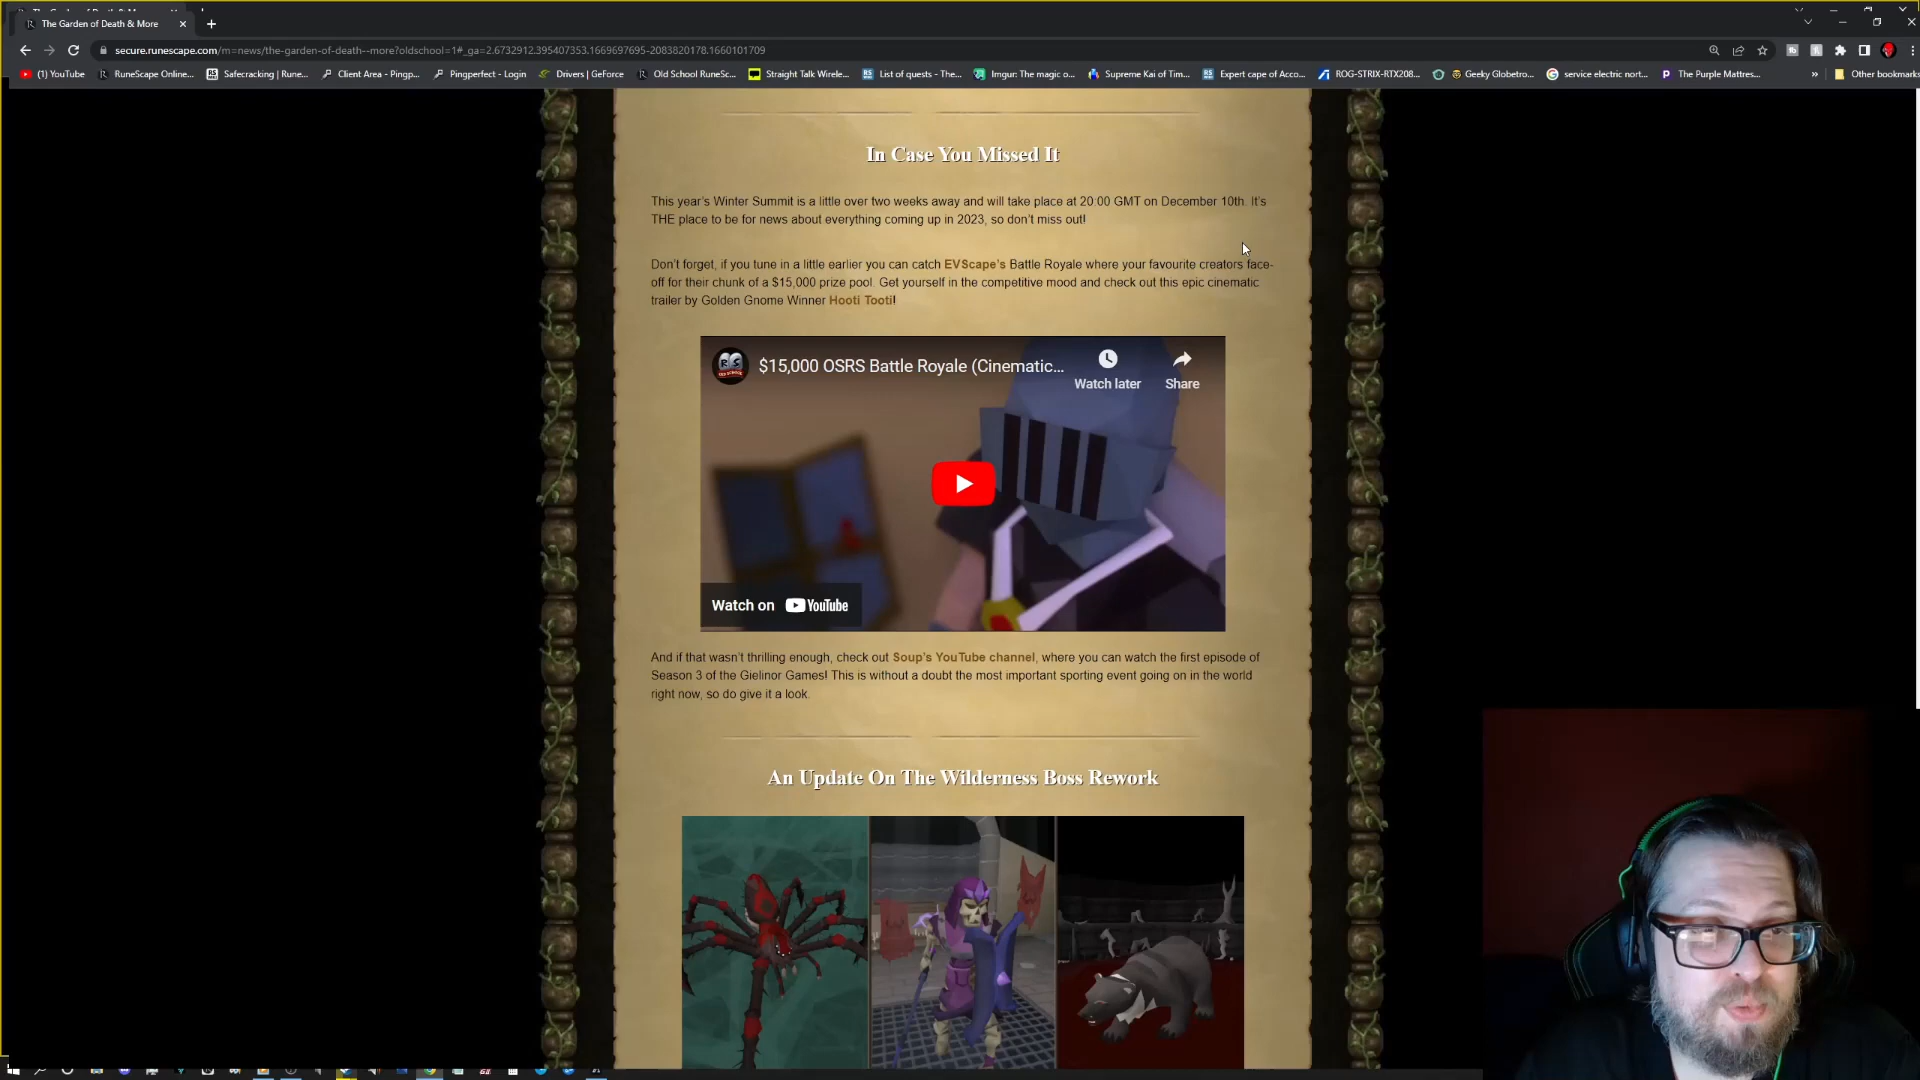 The Garden of Death & More
secure.runescape.com/m=news/the-garden-of-death--more?oldschool=1#_ga=2.6732912.395407353.1669697695-2083820178.1660101709
(1) YouTube
RuneScape Online...
Safecracking | Rune...
Client Area - Pingp...
Pingperfect - Login
Drivers | GeForce
Old School RuneSc...
Straight Talk Wirele...
List of quests - The...
Imgur: The magic o...
Supreme Kai of Tim...
Expert cape of Acco...
ROG-STRIX-RTX208...
Geeky Globetro...
service electric nort...
The Purple Mattres...
Other bookmarks
In Case You Missed It
This year's Winter Summit is a little over two weeks away and will take place at 20:00 GMT on December 10th. It's
THE place to be for news about everything coming up in 2023, so don't miss out!
Don't forget, if you tune in a little earlier you can catch EVScape's Battle Royale where your favourite creators face-
off for their chunk of a $15,000 prize pool. Get yourself in the competitive mood and check out this epic cinematic
trailer by Golden Gnome Winner Hooti Tooti!
$15,000 OSRS Battle Royale (Cinematic...
Watch later
Share
Watch on YouTube
And if that wasn't thrilling enough, check out Soup's YouTube channel, where you can watch the first episode of
Season 3 of the Gielinor Games! This is without a doubt the most important sporting event going on in the world
right now, so do give it a look.
An Update On The Wilderness Boss Rework